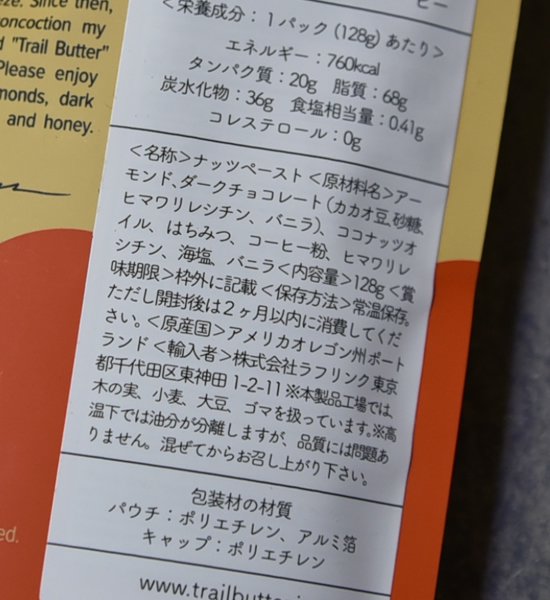 eze. Since then,
concoction my
"Trail Butter"
Please enjoy
monds, dark
and honey.
ed.
ビー
<栄養成分：1パック (128g) あたり>
エネルギー：760kcal
タンパク質：20g 脂質：68g
炭水化物：36g 食塩相当量：0.41g
コレステロール：0g
<名称>ナッツペースト<原材料名>アー
モンド、ダークチョコレート (カカオ豆、砂糖、
ヒマワリレシチン、バニラ)、ココナッツオ
イル、はちみつ、コーヒー粉、ヒマワリレ
シチン、海塩、バニラ<内容量>128g<賞
味期限>枠外に記載<保存方法>常温保存。
ただし開封後は2ヶ月以内に消費してくだ
さい。<原産国>アメリカオレゴン州ポート
ランド<輸入者>株式会社ラフリンク東京
都千代田区東神田1-2-11※本製品工場では、
木の実、小麦、大豆、ゴマを扱っています。※高
温下では油分が分離しますが、品質には問題あ
りません。混ぜてからお召し上がり下さい。
包装材の材質
パウチ：ポリエチレン、アルミ箔
キャップ：ポリエチレン
www.trailbutter